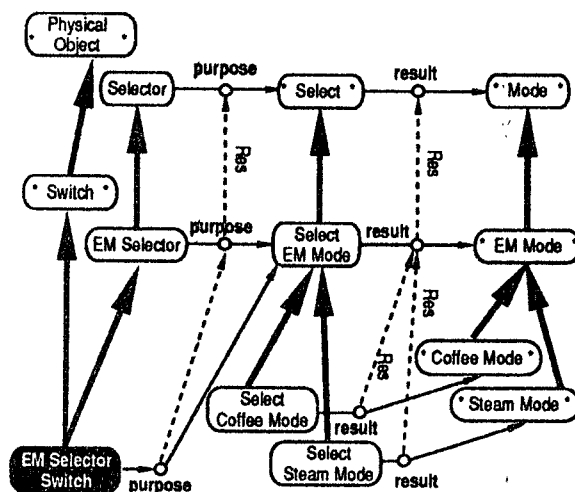 Physical
Object
purpose
result
Selector
Select
Mode
Res
Res
Switch
purpose
result
EM Selector
Select
EM Mode
EM Mode
Res
Res
Coffee Mode
Select
Coffee Mode
result
Steam Mode
EM Selector
Switch
purpose
Select
Steam Mode
result